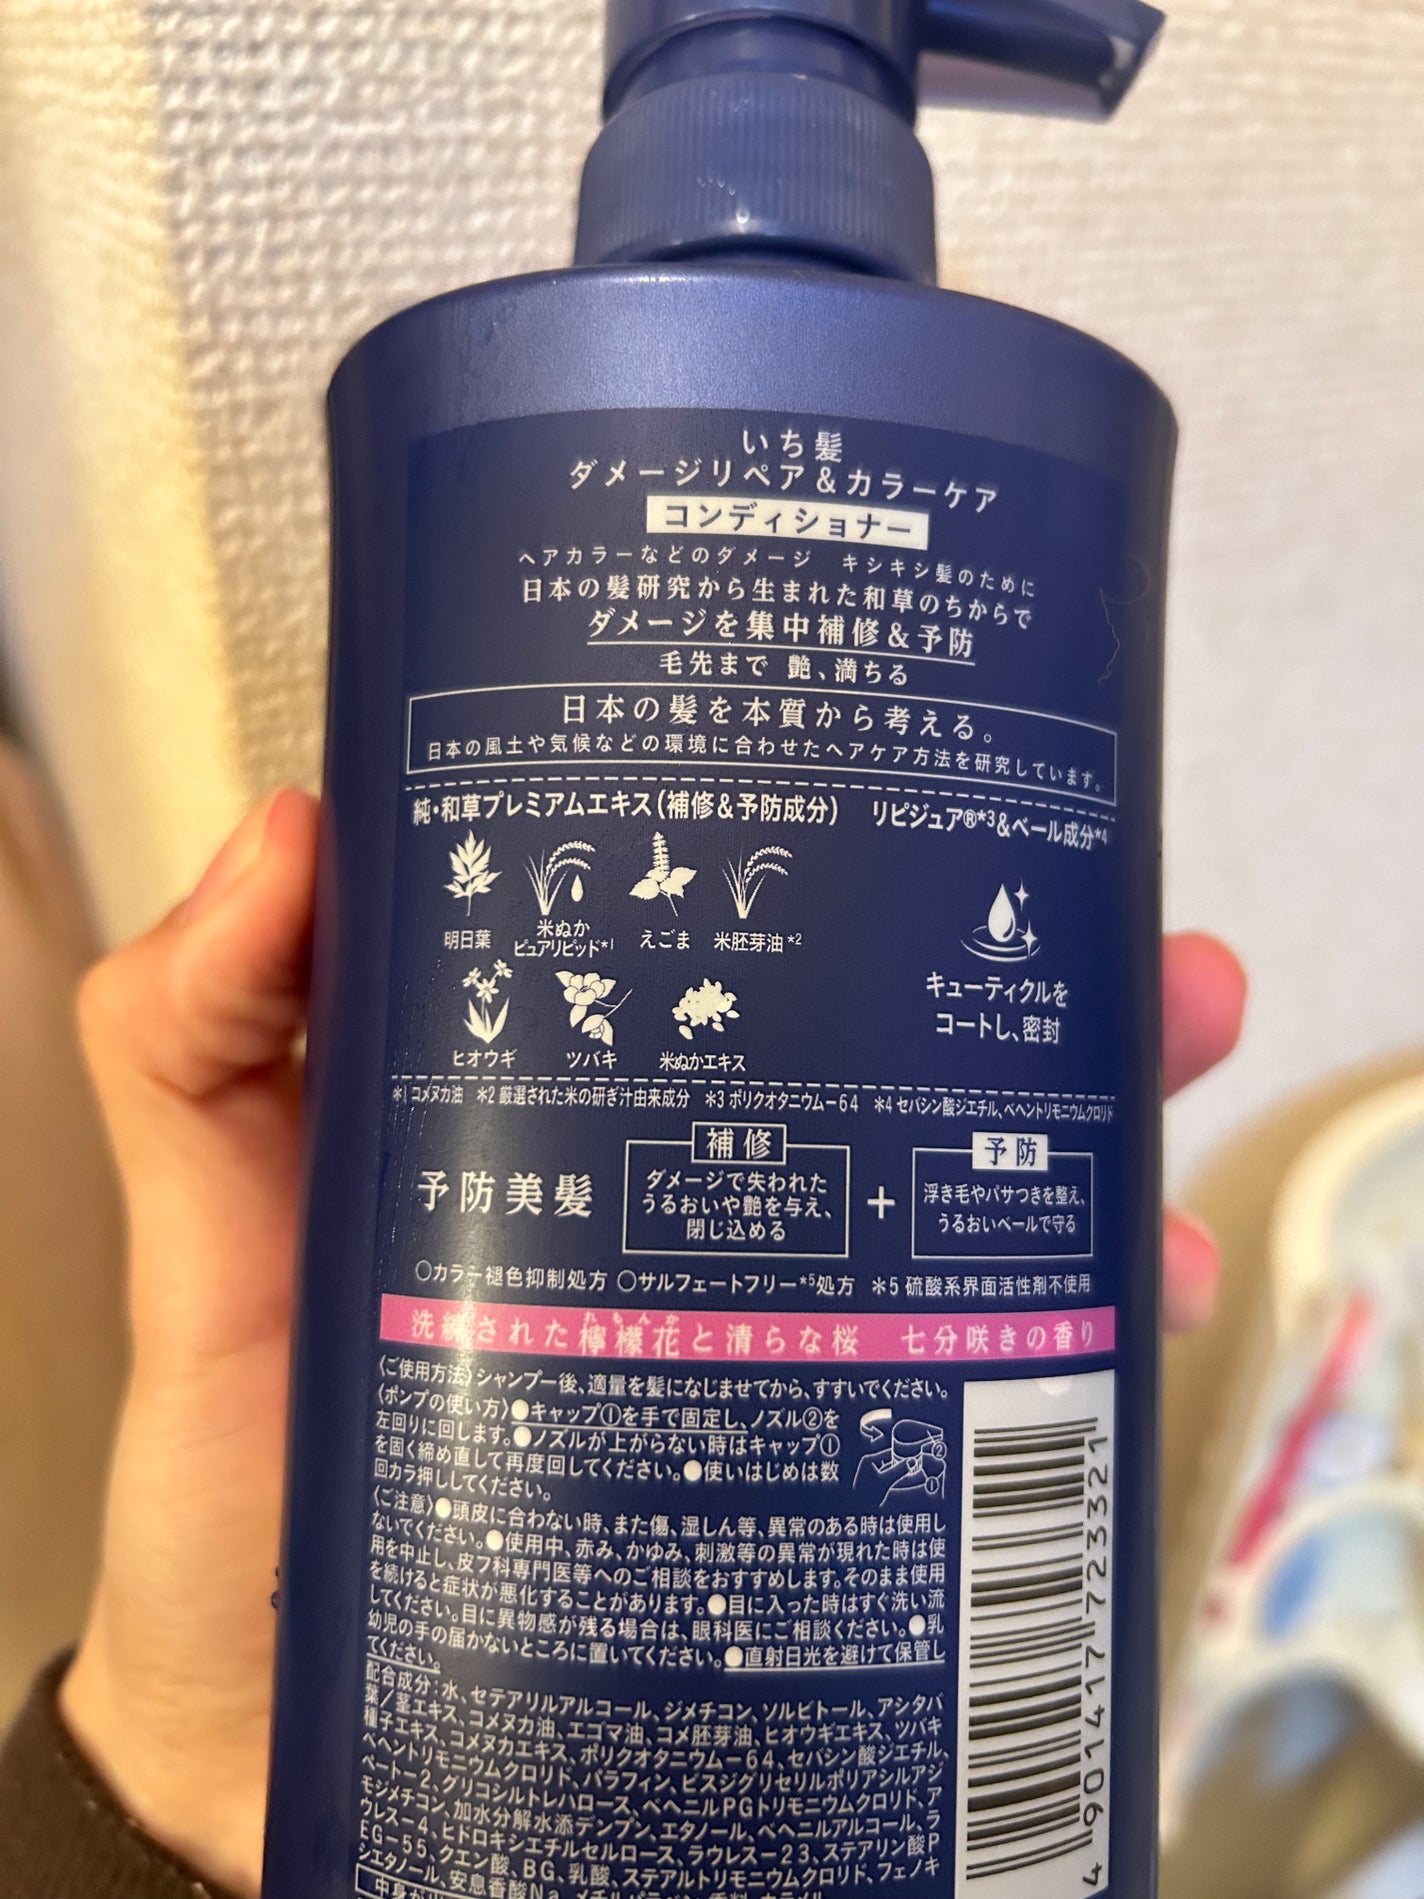 いち髪
ダメージリペア&カラーケア
コンディショナー
ヘアカラーなどのダメージ キシキシ髪のために
日本の髪研究から生まれた和草のちからで
ダメージを集中補修&予防
毛先まで 艶、満ちる
日本の髪を本質から考える。
日本の風土や気候などの環境に合わせたヘアケア方法を研究しています。
純・和草プレミアムエキス(補修&予防成分)
リピジュア®*3&ベール成分*4
明日葉
米ぬか
ピュアリピッド*1
えごま
米胚芽油*2
ヒオウギ
ツバキ
米ぬかエキス
キューティクルを
コートし、密封
*1 コメヌカ油 *2 厳選された米の研ぎ汁由来成分 *3 ポリクオタニウム-64 *4 セバシン酸ジエチル、ベヘントリモニウムクロリド
予防美髪
補修
ダメージで失われた
うるおいや艶を与え、
閉じ込める
+
予防
浮き毛やパサつきを整え、
うるおいベールで守る
○カラー褪色抑制処方 ○サルフェートフリー*5処方 *5 硫酸系界面活性剤不使用
れもんか
洗練された檸檬花と清らな桜 七分咲きの香り
〈ご使用方法〉シャンプー後、適量を髪になじませてから、すすいでください。
〈ポンプの使い方〉●キャップ①を手で固定し、ノズル②を
左回りに回します。●ノズルが上がらない時はキャップ①
を固く締め直して再度回してください。●使いはじめは数
回カラ押ししてください。
②
①
〈ご注意〉●頭皮に合わない時、また傷、湿しん等、異常のある時は使用し
ないでください。●使用中、赤み、かゆみ、刺激等の異常が現れた時は使
用を中止し、皮フ科専門医等へのご相談をおすすめします。そのまま使用
を続けると症状が悪化することがあります。●目に入った時はすぐ洗い流
してください。目に異物感が残る場合は、眼科医にご相談ください。●乳
幼児の手の届かないところに置いてください。●直射日光を避けて保管し
てください。
配合成分:水、セテアリルアルコール、ジメチコン、ソルビトール、アシタバ
葉/茎エキス、コメヌカ油、エゴマ油、コメ胚芽油、ヒオウギエキス、ツバキ
種子エキス、コメヌカエキス、ポリクオタニウム-64、セバシン酸ジエチル、
ベヘントリモニウムクロリド、パラフィン、ビスシグリセリルポリアシルアジ
ペート-2、グリコシルトレハロース、ベヘニルPGトリモニウムクロリド、ア
モジメチコン、加水分解水添デンプン、エタノール、ベヘニルアルコール、ラ
ウレス-4、ヒドロキシエチルセルロース、ラウレス-23、ステアリン酸P
EG-55、クエン酸、BG、乳酸、ステアルトリモニウムクロリド、フェノキ
シエタノール、安息香酸Na、メチルパラベン、香料、カラメル
4 901417 723321